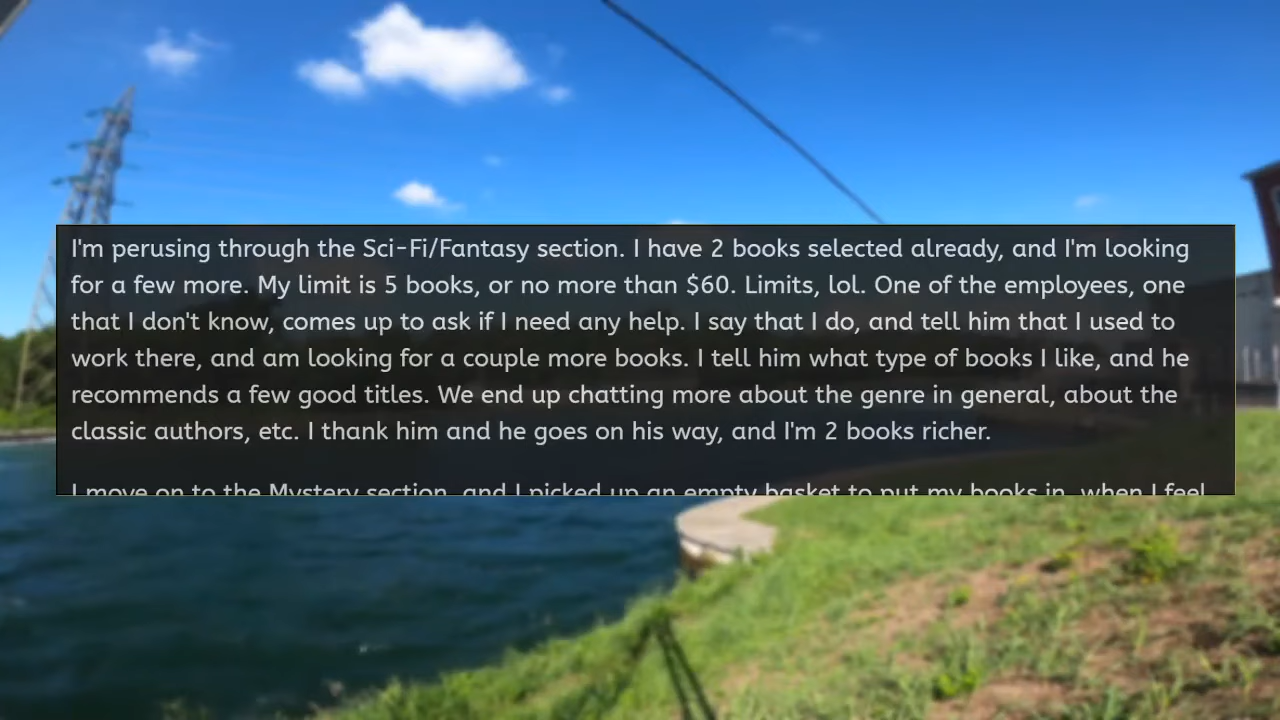 I'm perusing through the Sci-Fi/Fantasy section. I have 2 books selected already, and I'm looking
for a few more. My limit is 5 books, or no more than $60. Limits, lol. One of the employees, one
that I don't know, comes up to ask if I need any help. I say that I do, and tell him that I used to
work there, and am looking for a couple more books. I tell him what type of books I like, and he
recommends a few good titles. We end up chatting more about the genre in general, about the
classic authors, etc. I thank him and he goes on his way, and I'm 2 books richer.
I move on to the Mystery section, and I picked up an empty basket to put my books in, when I feel